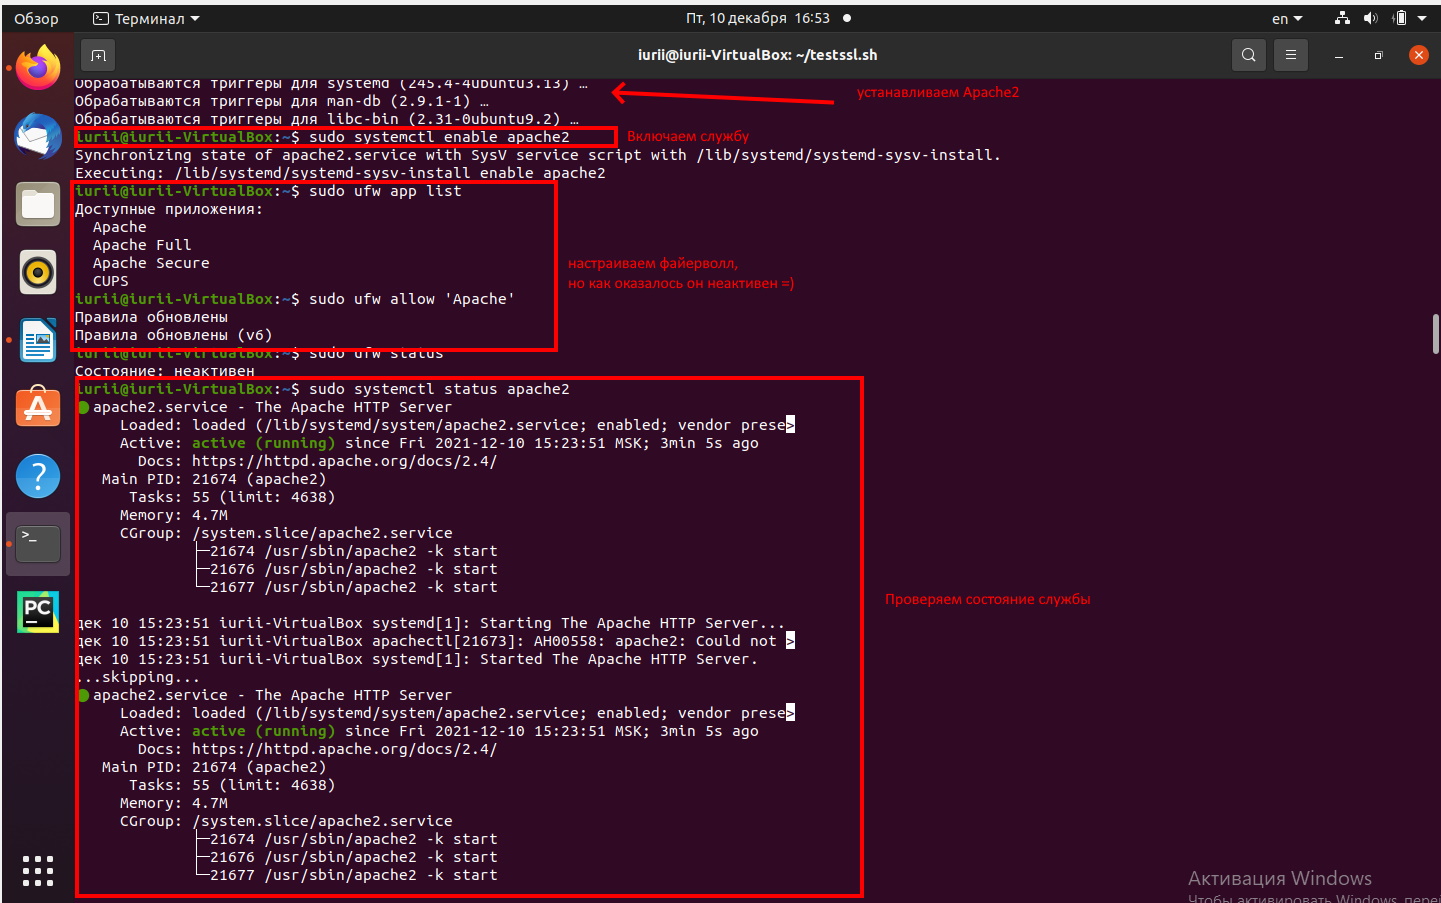 Обзор
Терминал
Пт, 10 декабря 16:53
en
iurii@iurii-VirtualBox: ~/testssl.sh
Обрабатываются триггеры для systemd (245.4-4ubuntu3.13) …
устанавливаем Apache2
Обрабатываются триггеры для man-db (2.9.1-1) …
Обрабатываются триггеры для libc-bin (2.31-0ubuntu9.2) …
iurii@iurii-VirtualBox:~$ sudo systemctl enable apache2
Включаем службу
Synchronizing state of apache2.service with SysV service script with /lib/systemd/systemd-sysv-install.
Executing: /lib/systemd/systemd-sysv-install enable apache2
iurii@iurii-VirtualBox:~$ sudo ufw app list
Доступные приложения:
Apache
Apache Full
Apache Secure
CUPS
настраиваем файерволл,
но как оказалось он неактивен =)
iurii@iurii-VirtualBox:~$ sudo ufw allow 'Apache'
Правила обновлены
Правила обновлены (v6)
iurii@iurii-VirtualBox:~$ sudo ufw status
Состояние: неактивен
iurii@iurii-VirtualBox:~$ sudo systemctl status apache2
apache2.service - The Apache HTTP Server
Loaded: loaded (/lib/systemd/system/apache2.service; enabled; vendor prese>
Active: active (running) since Fri 2021-12-10 15:23:51 MSK; 3min 5s ago
Docs: https://httpd.apache.org/docs/2.4/
Main PID: 21674 (apache2)
Tasks: 55 (limit: 4638)
Memory: 4.7M
CGroup: /system.slice/apache2.service
├─21674 /usr/sbin/apache2 -k start
├─21676 /usr/sbin/apache2 -k start
└─21677 /usr/sbin/apache2 -k start
Проверяем состояние службы
дек 10 15:23:51 iurii-VirtualBox systemd[1]: Starting The Apache HTTP Server...
дек 10 15:23:51 iurii-VirtualBox apachectl[21673]: AH00558: apache2: Could not >
дек 10 15:23:51 iurii-VirtualBox systemd[1]: Started The Apache HTTP Server.
...skipping...
apache2.service - The Apache HTTP Server
Loaded: loaded (/lib/systemd/system/apache2.service; enabled; vendor prese>
Active: active (running) since Fri 2021-12-10 15:23:51 MSK; 3min 5s ago
Docs: https://httpd.apache.org/docs/2.4/
Main PID: 21674 (apache2)
Tasks: 55 (limit: 4638)
Memory: 4.7M
CGroup: /system.slice/apache2.service
├─21674 /usr/sbin/apache2 -k start
├─21676 /usr/sbin/apache2 -k start
└─21677 /usr/sbin/apache2 -k start
PC
Активация Windows
Чтобы активировать Windows, пере